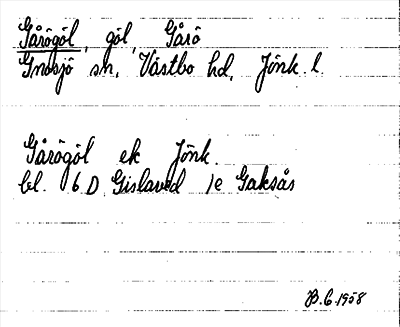 Gårögöl, göl, Gårö
Gnosjö sn, Västbo hd, Jönk. l.
Gårögöl ek Jönk.
bl. 6 D Gislaved 1e Gaksås
B.C. 1958